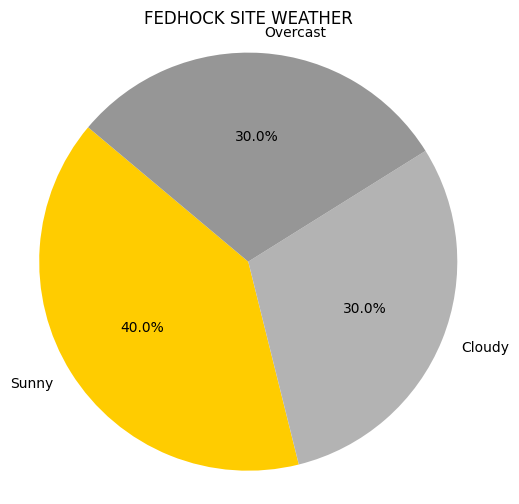 FEDHOCK SITE WEATHER
Overcast
30.0%
30.0%
40.0%
Cloudy
Sunny